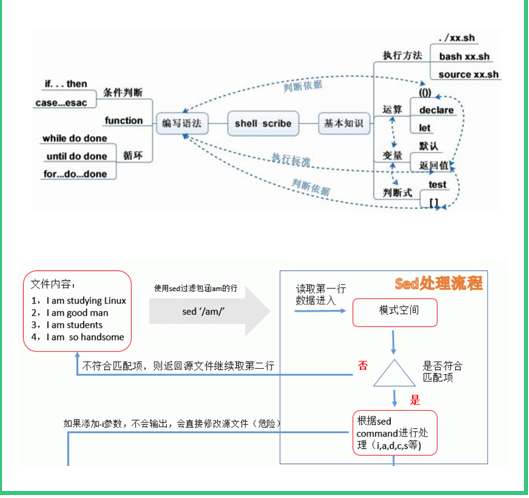 if. . . then
case...esac
条件判断
function
while do done
until do done
for...do...done
循环
编写语法
shell scribe
基本知识
判断依据
执行标准
判断依据
执行方法
. /xx.sh
bash xx.sh
source xx.sh
运算
(())
declare
let
变量
默认
返回值
判断式
test
[ ]
文件内容：
1，I am studying Linux
2，I am good man
3，I am students
4，I am so handsome
使用sed过滤包涵am的行
sed ‘/am/’
Sed处理流程
读取第一行
数据进入
模式空间
不符合匹配项，则返回源文件继续取第二行
否
是否符合
匹配项
是
如果添加-i参数，不会输出，会直接修改源文件（危险）
根据sed
command进行处
理（i,a,d,c,s等）